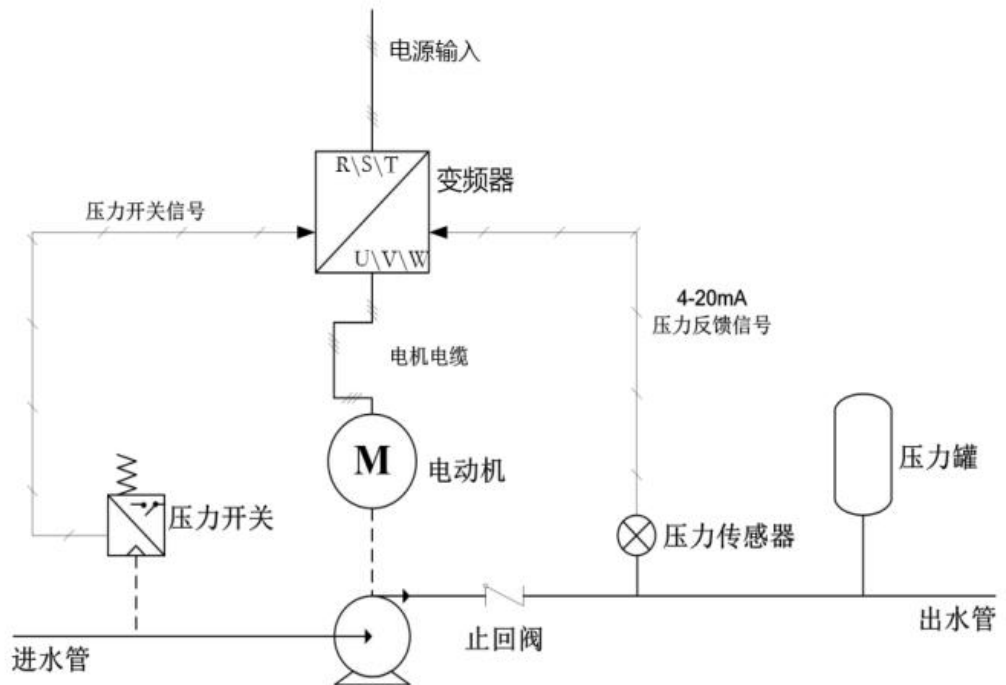 电源输入
R\S\T
变频器
压力开关信号
U\V\W
4-20mA
压力反馈信号
电机电缆
M
电动机
压力罐
压力开关
压力传感器
出水管
止回阀
进水管